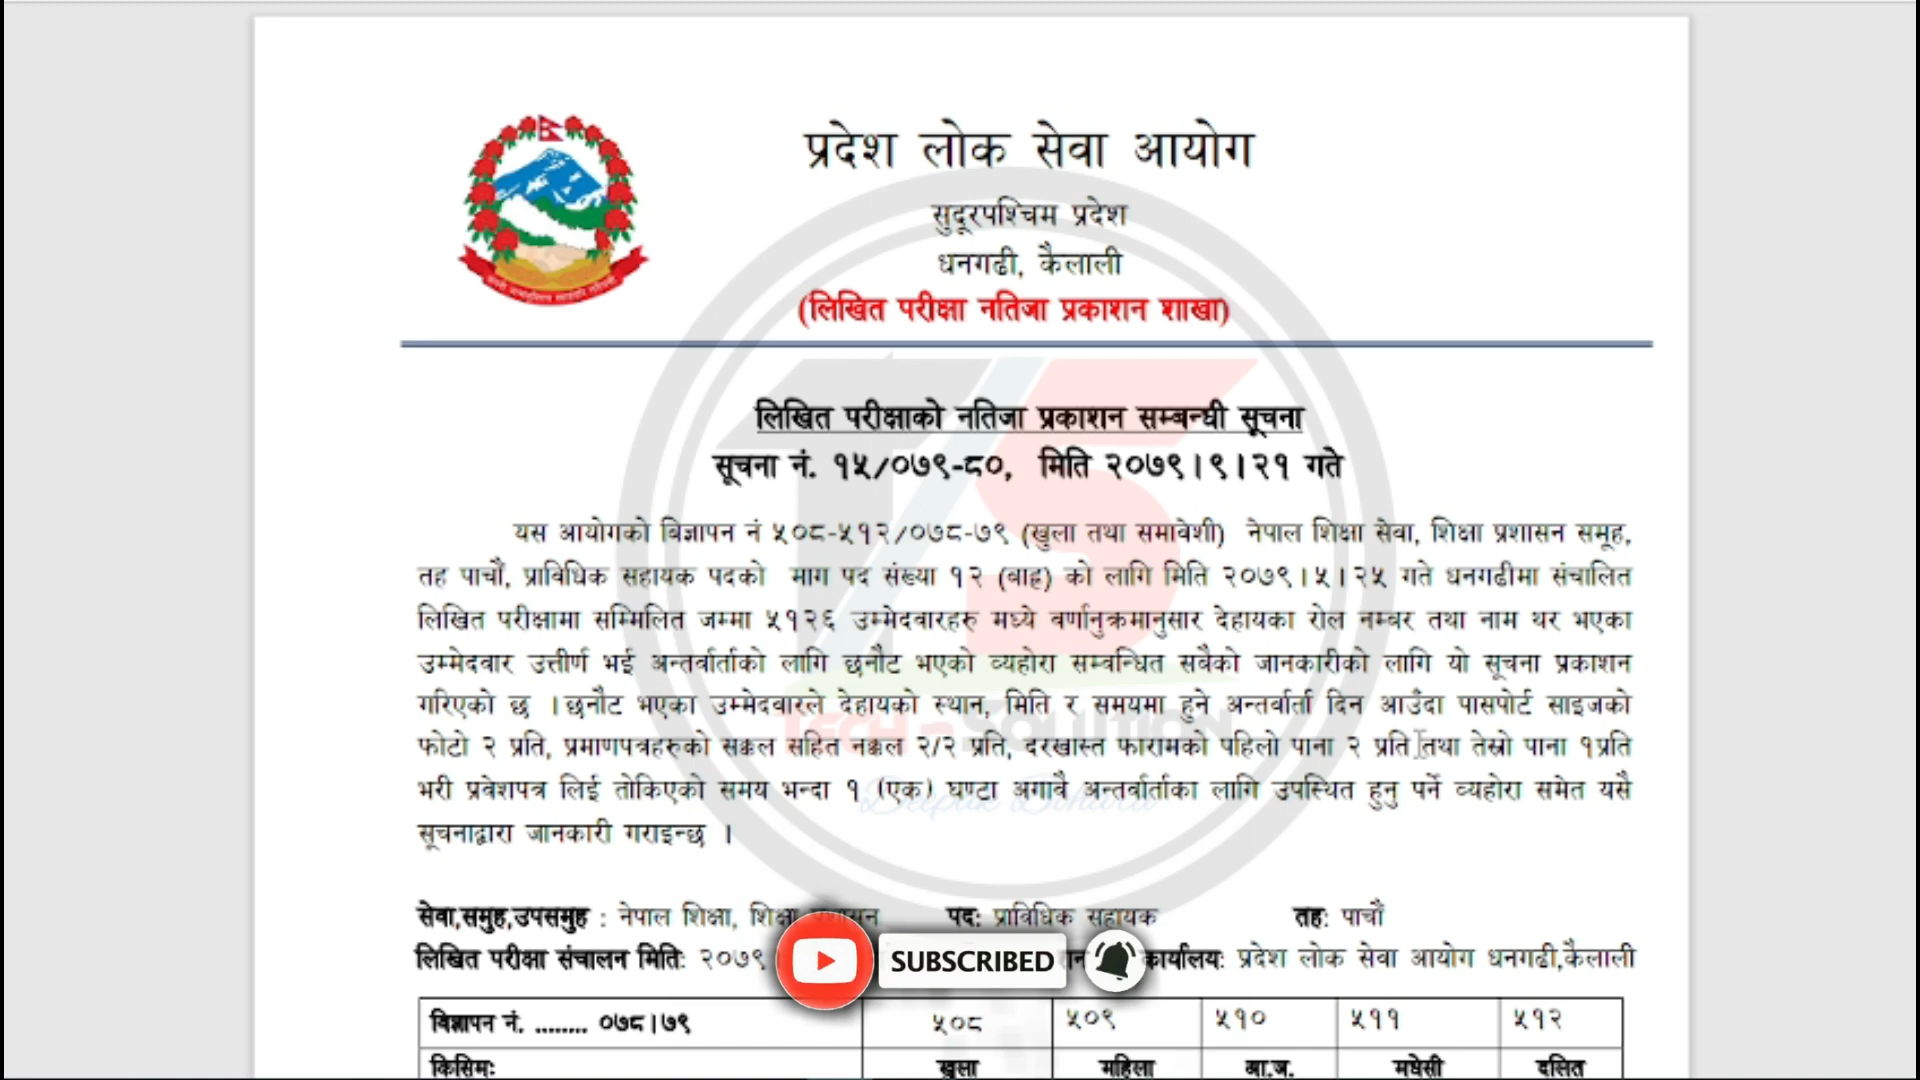 प्रदेश लोक सेवा आयोग
सुदूरपश्चिम प्रदेश
धनगढी, कैलाली
(लिखित परीक्षा नतिजा प्रकाशन शाखा)
लिखित परीक्षाको नतिजा प्रकाशन सम्बन्धी सूचना
सूचना नं. १५/०७९-८०, मिति २०७९।९।२१ गते
यस आयोगको विज्ञापन नं ५०८-५१२/०७८-७९ (खुला तथा समावेशी) नेपाल शिक्षा सेवा, शिक्षा प्रशासन समूह,
तह पाचौं, प्राविधिक सहायक पदको माग पद संख्या १२ (बाह्र) को लागि मिति २०७९।५।२५ गते धनगढीमा संचालित
लिखित परीक्षामा सम्मिलित जम्मा ५१२६ उम्मेदवारहरु मध्ये वर्णानुक्रमानुसार देहायका रोल नम्बर तथा नाम थर भएका
उम्मेदवार उत्तीर्ण भई अन्तर्वार्ताको लागि छनौट भएको व्यहोरा सम्बन्धित सबैको जानकारीको लागि यो सूचना प्रकाशन
गरिएको छ ।छनौट भएका उम्मेदवारले देहायको स्थान, मिति र समयमा हुने अन्तर्वार्ता दिन आउँदा पासपोर्ट साइजको
फोटो २ प्रति, प्रमाणपत्रहरुको सक्कल सहित नक्कल २/२ प्रति, दरखास्त फारामको पहिलो पाना २ प्रति तथा तेस्रो पाना १प्रति
भरी प्रवेशपत्र लिई तोकिएको समय भन्दा १ (एक) घण्टा अगावै अन्तर्वार्ताका लागि उपस्थित हुनु पर्ने व्यहोरा समेत यसै
सूचनाद्वारा जानकारी गराइन्छ ।
TECH SOLUTION
सेवा,समुह,उपसमुह : नेपाल शिक्षा, शिक्षा प्रशासन पद: प्राविधिक सहायक तह: पाचौं
लिखित परीक्षा संचालन मिति: २०७९ कार्यालय: प्रदेश लोक सेवा आयोग धनगढी,कैलाली
SUBSCRIBED
विज्ञापन नं. ........ ०७८।७९ ५०८ ५०९ ५१० ५११ ५१२
किसिम: खुला महिला आ.ज. मधेसी दलित